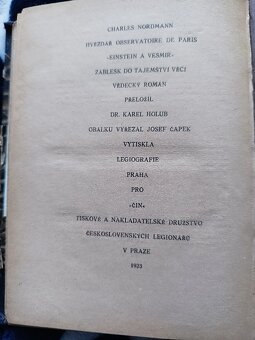 CHARLES NORDMANN
HVĚZDÁŘ OBSERVATOIRE DE PARIS
-EINSTEIN A VESMÍR-
ZÁBLESK DO TAJEMSTVÍ VĚCÍ
VĚDECKÝ ROMÁN
PŘELOŽIL
DR. KAREL HOLUB
OBÁLKU VYŘEZAL JOSEF ČAPEK
VYTISKLA
LEGIOGRAFIE
PRAHA
PRO
»ČIN«
TISKOVÉ A NAKLADATELSKÉ DRUŽSTVO
ČESKOSLOVENSKÝCH LEGIONÁŘŮ
V PRAZE
1923